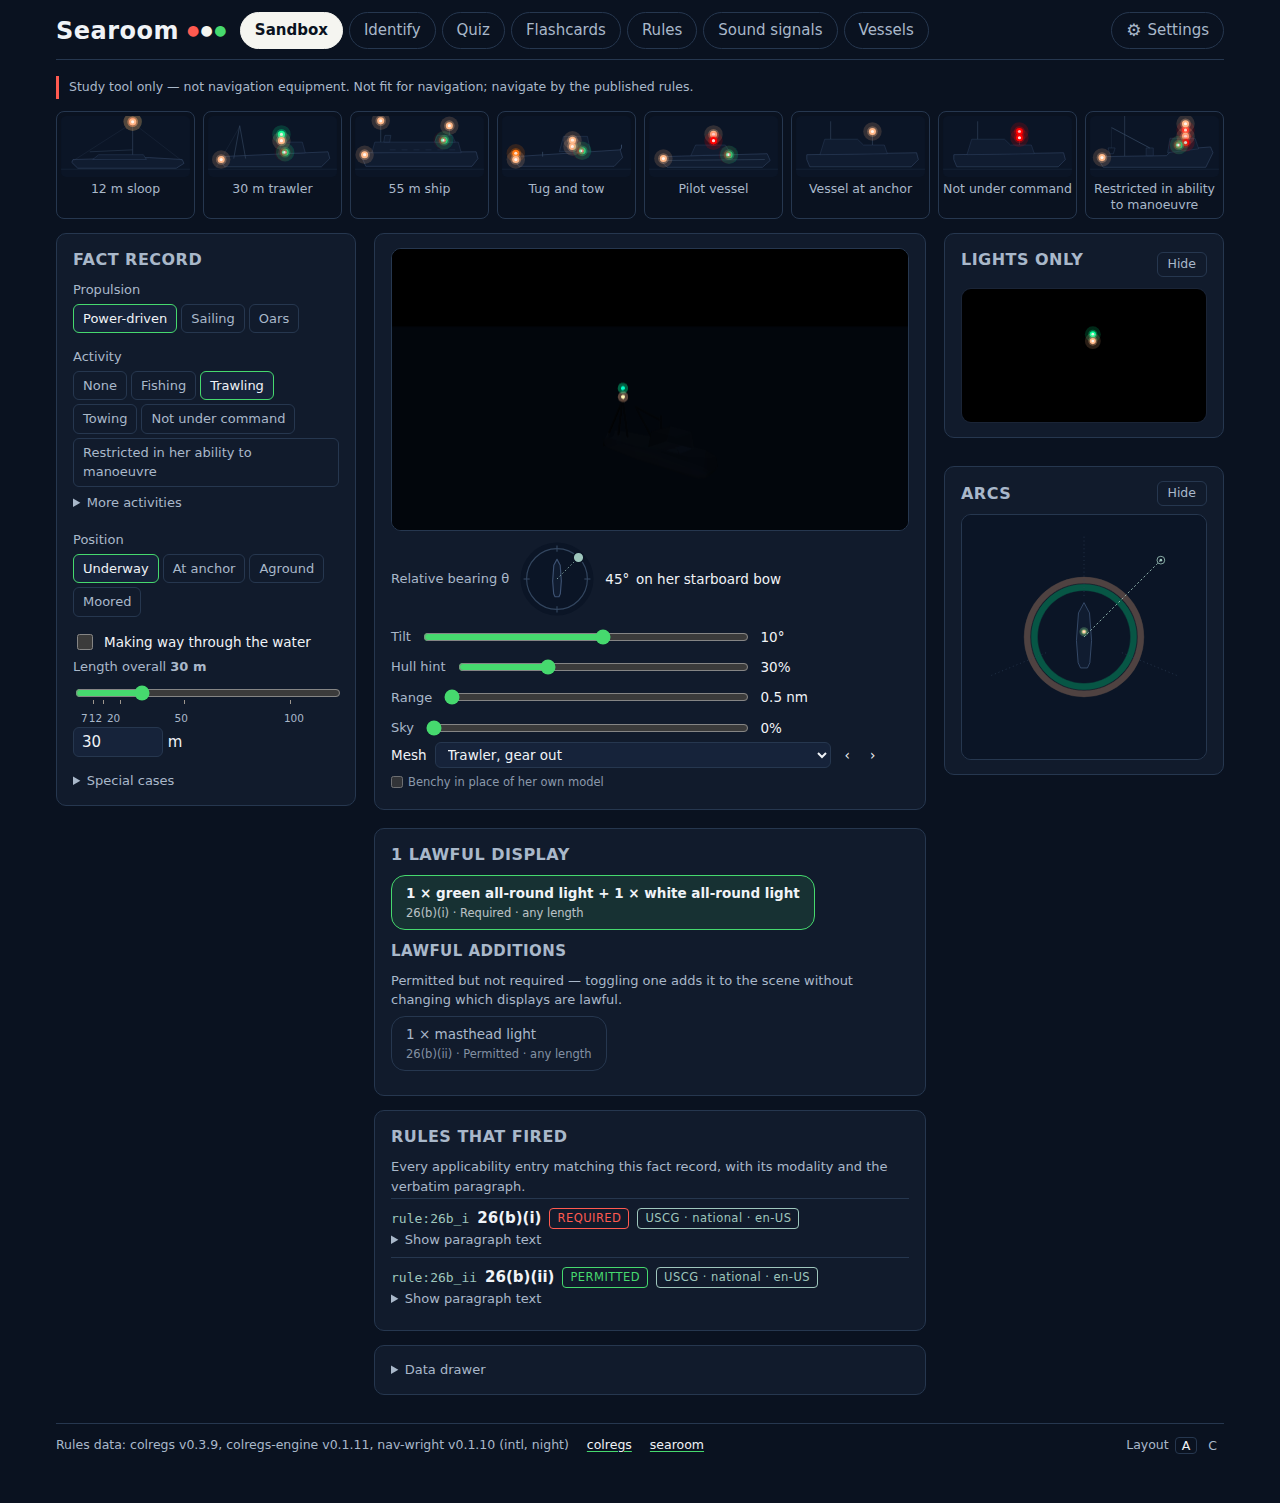 Searoom Sandbox Identify Quiz Flashcards Rules Sound signals Vessels ⚙ Settings
Study tool only — not navigation equipment. Not fit for navigation; navigate by the published rules.
12 m sloop
30 m trawler
55 m ship
Tug and tow
Pilot vessel
Vessel at anchor
Not under command
Restricted in ability
to manoeuvre
FACT RECORD
Propulsion
Power-driven Sailing Oars
Activity
None Fishing Trawling
Towing Not under command
Restricted in her ability to
manoeuvre
▶ More activities
Position
Underway At anchor Aground
Moored
Making way through the water
Length overall 30 m
7 12 20 50 100
30 m
▶ Special cases
Relative bearing θ 45° on her starboard bow
Tilt 10°
Hull hint 30%
Range 0.5 nm
Sky 0%
Mesh Trawler, gear out ‹ ›
Benchy in place of her own model
1 LAWFUL DISPLAY
1 × green all-round light + 1 × white all-round light
26(b)(i) · Required · any length
LAWFUL ADDITIONS
Permitted but not required — toggling one adds it to the scene without
changing which displays are lawful.
1 × masthead light
26(b)(ii) · Permitted · any length
RULES THAT FIRED
Every applicability entry matching this fact record, with its modality and the
verbatim paragraph.
rule:26b_i 26(b)(i) REQUIRED USCG · national · en-US
▶ Show paragraph text
rule:26b_ii 26(b)(ii) PERMITTED USCG · national · en-US
▶ Show paragraph text
▶ Data drawer
LIGHTS ONLY Hide
ARCS Hide
Rules data: colregs v0.3.9, colregs-engine v0.1.11, nav-wright v0.1.10 (intl, night) colregs searoom Layout A C